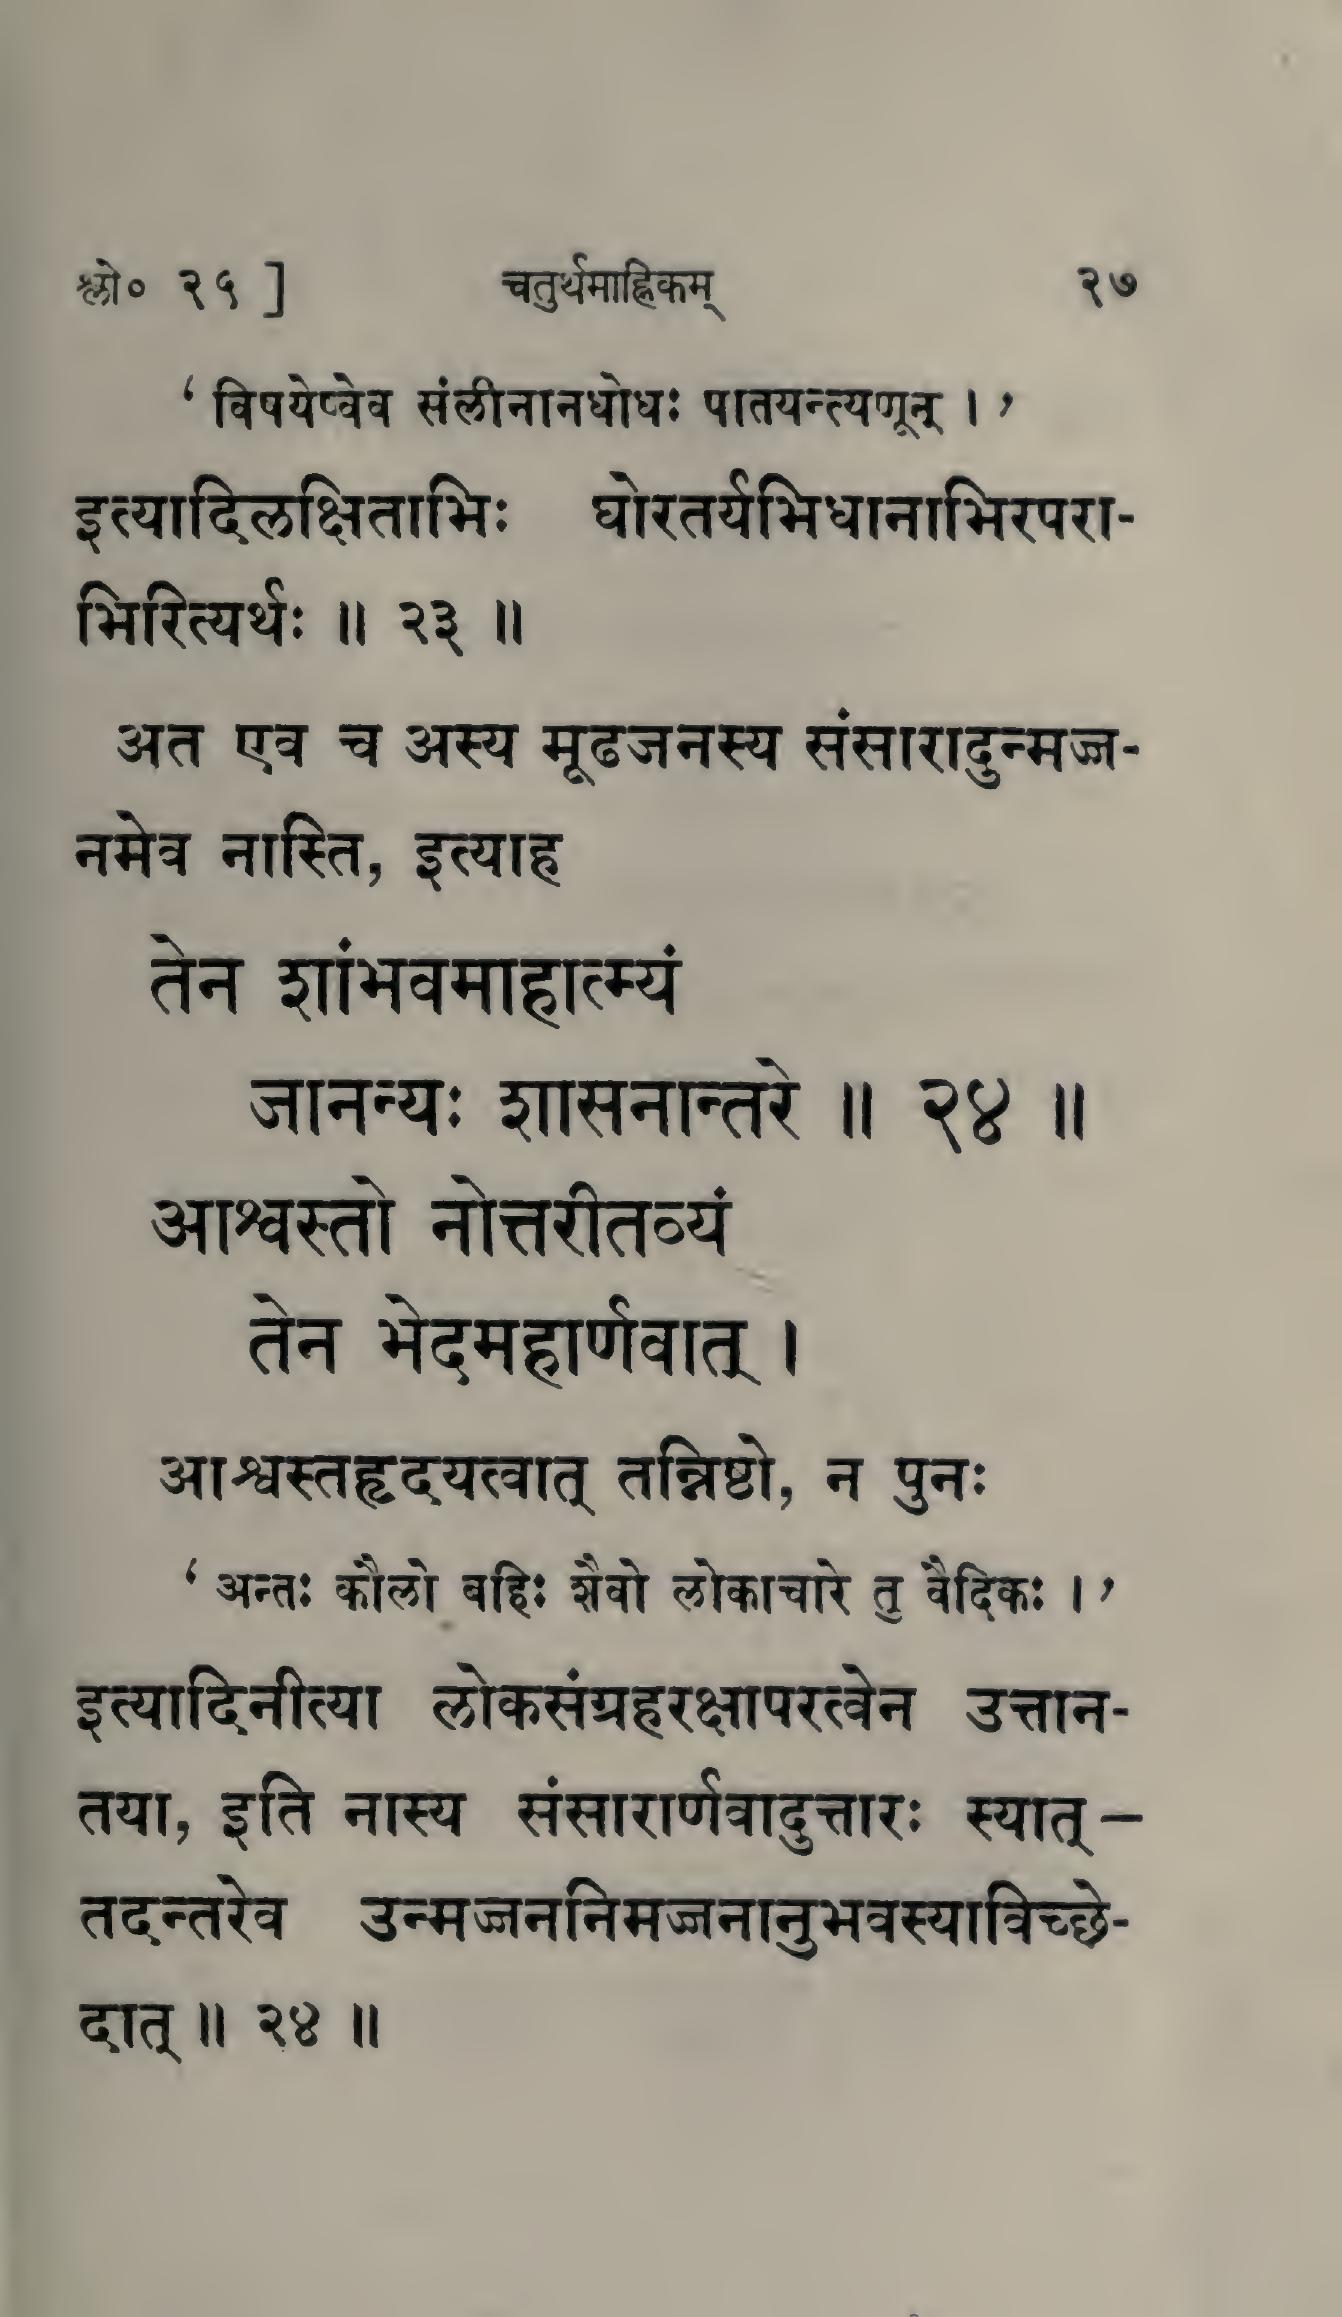 श्लो० २५ ] चतुर्थमाह्निकम् २७
‘ विषयेष्वेव संलीनानधोधः पातयन्त्यणून् । ’
इत्यादिलक्षिताभिः घोरतर्यभिधानाभिरपरा-
भिरित्यर्थः ॥ २३ ॥
अत एव च अस्य मूढजनस्य संसारादुन्मज्ज-
नमेव नास्ति, इत्याह
तेन शांभवमाहात्म्यं
जानन्यः शासनान्तरे ॥ २४ ॥
आश्वस्तो नोत्तरीतव्यं
तेन भेदमहार्णवात् ।
आश्वस्तहृदयत्वात् तन्निष्ठो, न पुनः
‘ अन्तः कौलो बहिः शैवो लोकाचारे तु वैदिकः । ’
इत्यादिनीत्या लोकसंग्रहरक्षापरत्वेन उत्तान-
तया, इति नास्य संसारार्णवादुत्तारः स्यात् –
तदन्तरेव उन्मज्जननिमज्जनानुभवस्याविच्छे-
दात् ॥ २४ ॥